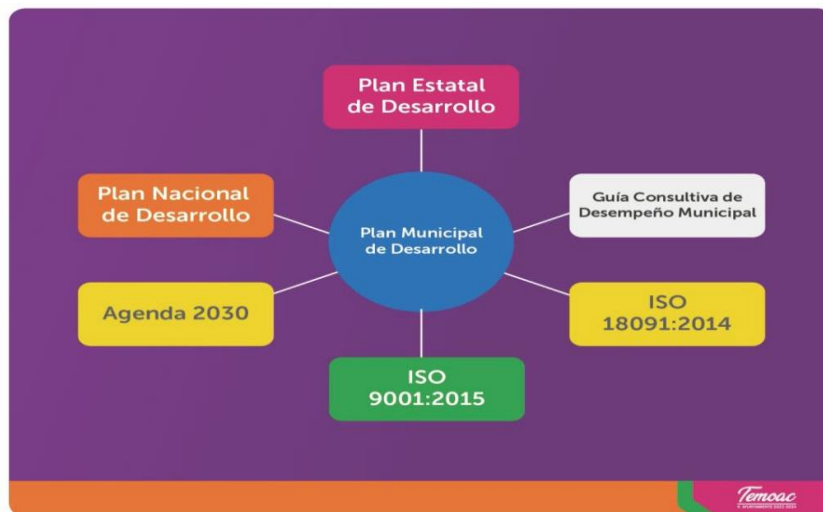 Plan Estatal
de Desarrollo
Plan Nacional
de Desarrollo
Guía Consultiva de
Desempeño Municipal
Plan Municipal
de Desarrollo
Agenda 2030
ISO
18091:2014
ISO
9001:2015
Temoac